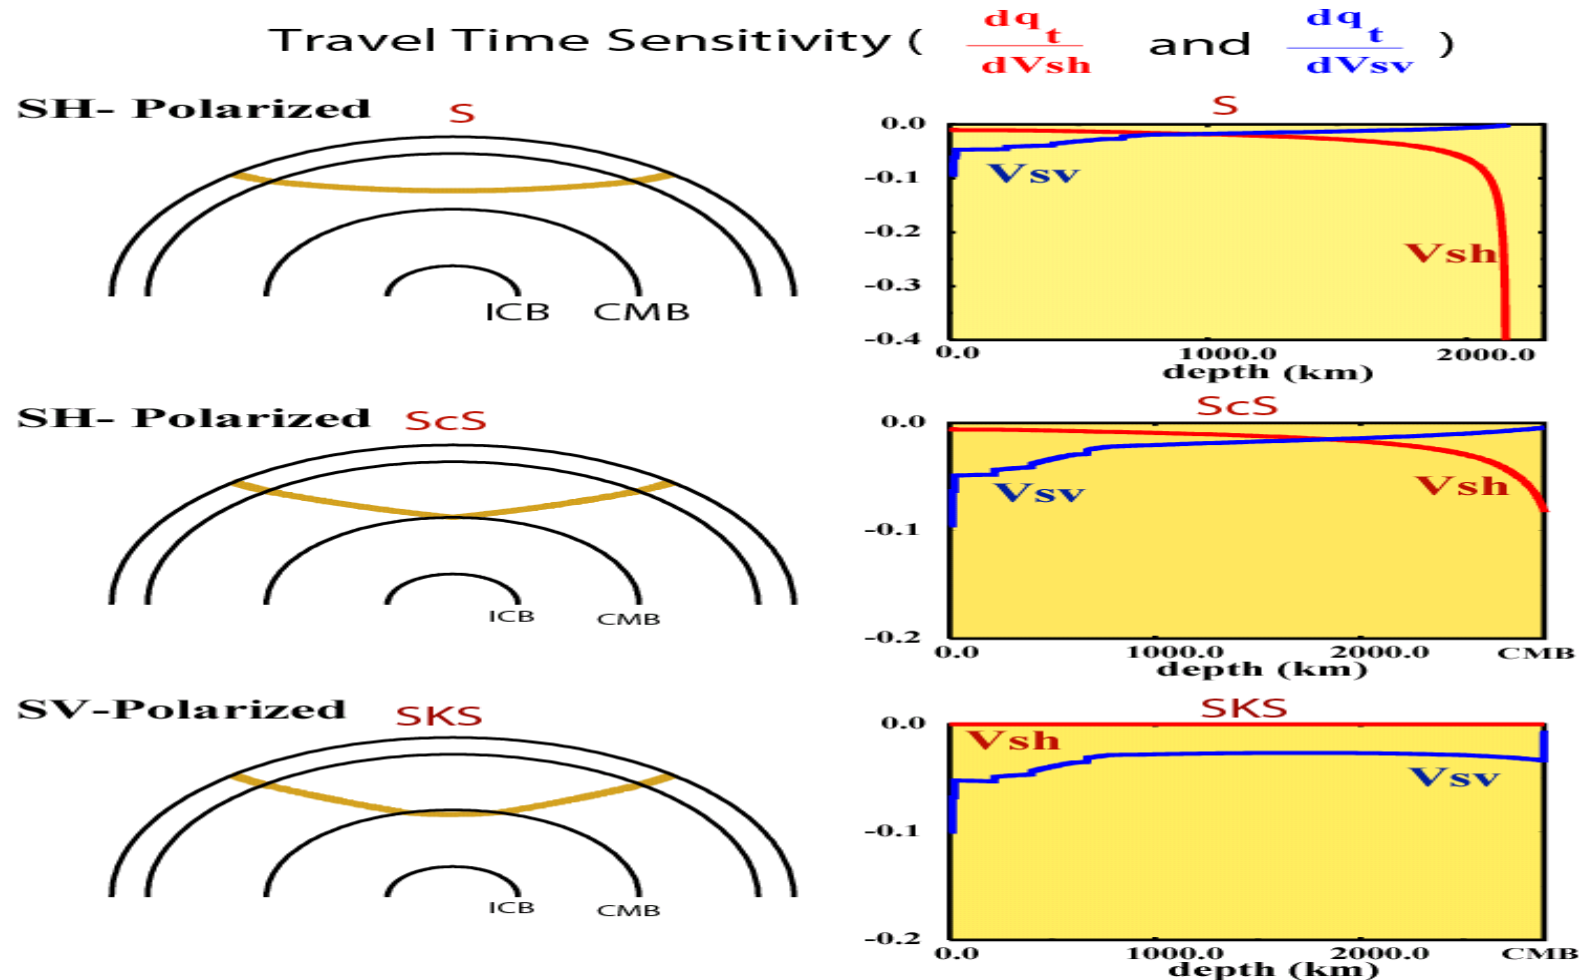 Travel Time Sensitivity ( dq t / dVsh and dq t / dVsv )
SH- Polarized
S
ICB CMB
S
0.0
-0.1
-0.2
-0.3
-0.4
Vsv
Vsh
0.0 1000.0 2000.0
depth (km)
SH- Polarized
ScS
ICB CMB
ScS
0.0
-0.1
-0.2
Vsv
Vsh
0.0 1000.0 2000.0 CMB
depth (km)
SV-Polarized
SKS
ICB CMB
SKS
0.0
-0.1
-0.2
Vsh
Vsv
0.0 1000.0 2000.0 CMB
depth (km)